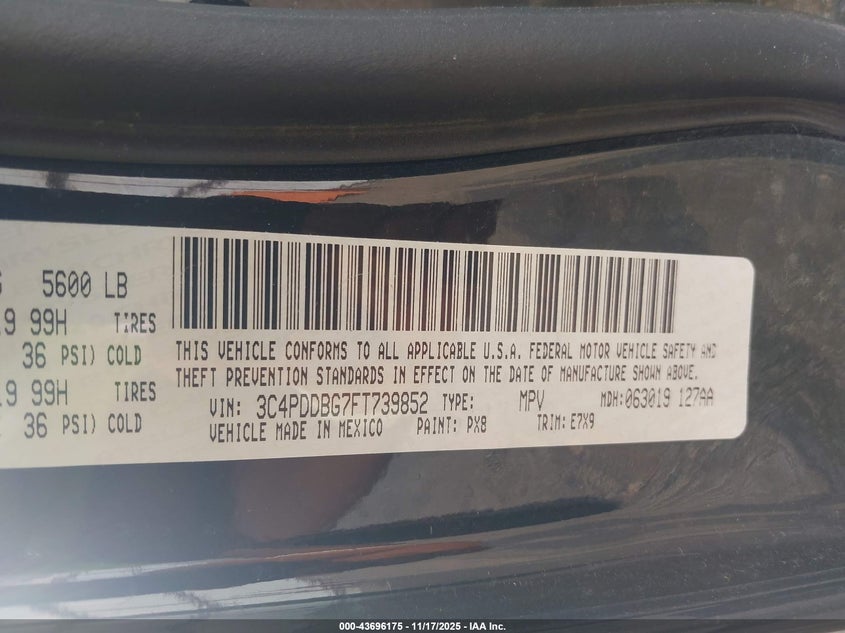 5600 LB
99H TIRES
36 PSI) COLD
99H TIRES
36 PSI) COLD
THIS VEHICLE CONFORMS TO ALL APPLICABLE U.S.A. FEDERAL MOTOR VEHICLE SAFETY AND
THEFT PREVENTION STANDARDS IN EFFECT ON THE DATE OF MANUFACTURE SHOWN ABOVE.
VIN: 3C4PDDBG7FT739852 TYPE: MPV MDH:063019 127AA
VEHICLE MADE IN MEXICO PAINT: PX8 TRIM: E7X9
000-43696175 - 11/17/2025 - IAA Inc.